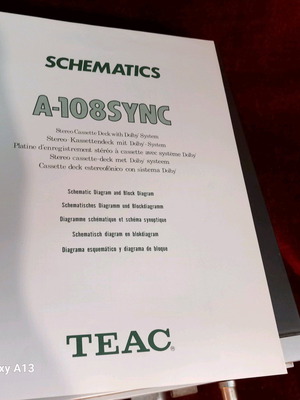 SCHEMATICS
A-108SYNC
Stereo Cassette Deck with Dolby System
Stereo-Kassettendeck mit Dolby-System
Platine d'enregistrement stéréo à cassette avec système Dolby
Stereo cassette-deck met Dolby systeem
Cassette deck estereofónico con sistema Dolby
Schematic Diagram and Block Diagram
Schematisches Diagramm und Blockdiagramm
Diagramme schématique et schéma synoptique
Schematisch diagram en blokdiagram
Diagrama esquemático y diagrama de bloque
TEAC®
xy A13